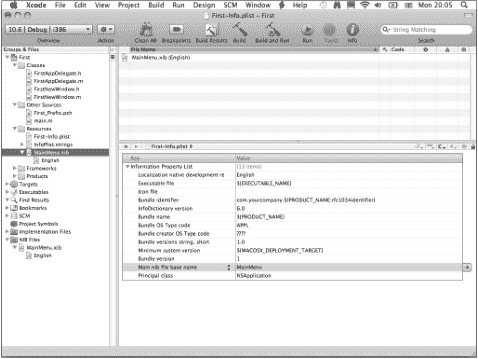 Xcode File Edit View Project Build Run Design SCM Window Help Mon 20:05
First-Info.plist - First
10.6 | Debug | i386
String Matching
Overview Action Clean All Breakpoints Build Results Build Build and Run Run Tasks Info Search
Groups & Files
First
Classes
FirstAppDelegate.h
FirstAppDelegate.m
FirstNewWindow.h
FirstNewWindow.m
Other Sources
First_Prefix.pch
main.m
Resources
First-Info.plist
InfoPlist.strings
MainMenu.xib
English
Frameworks
Products
Targets
Executables
Find Results
Bookmarks
SCM
Project Symbols
Implementation Files
NIB Files
MainMenu.xib
English
File Name Code
MainMenu.xib (English)
First-Info.plist
Key Value
Information Property List (13 items)
Localization native development re English
Executable file ${EXECUTABLE_NAME}
Icon file
Bundle identifier com.yourcompany.${PRODUCT_NAME:rfc1034identifier}
InfoDictionary version 6.0
Bundle name ${PRODUCT_NAME}
Bundle OS Type code APPL
Bundle creator OS Type code ????
Bundle versions string, short 1.0
Minimum system version ${MACOSX_DEPLOYMENT_TARGET}
Bundle version 1
Main nib file base name MainMenu
Principal class NSApplication